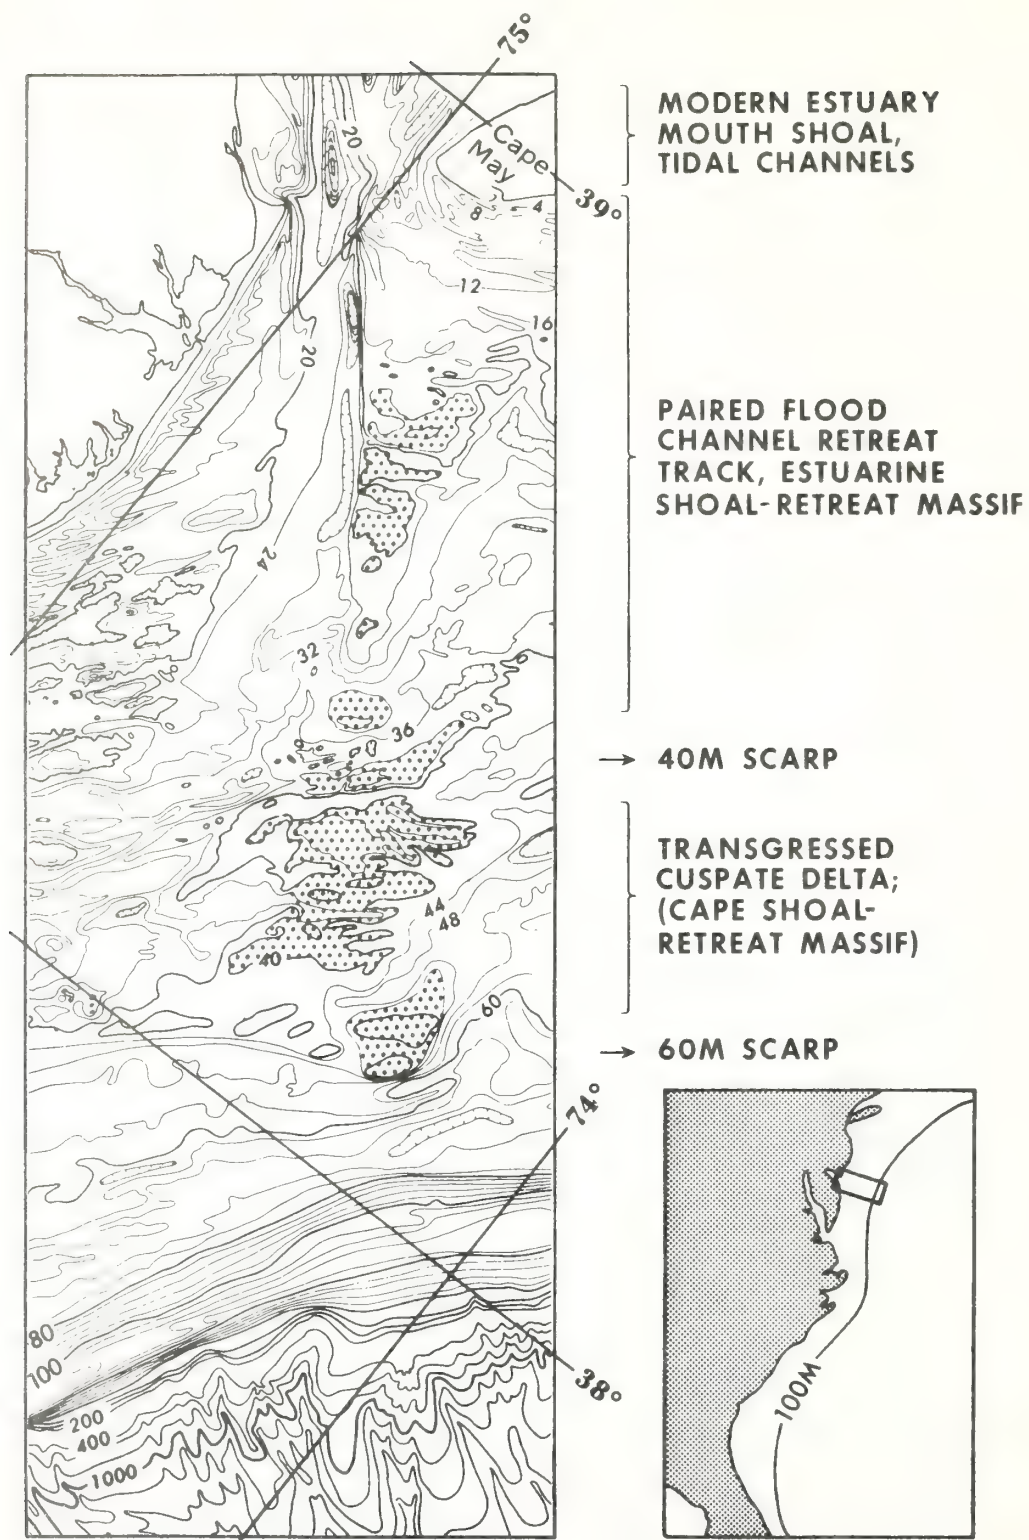 75°
Cape
May
39°
20
8
4
12
16
20
24
32
36
44
48
40
60
74°
80
100
200
400
1000
38°
MODERN ESTUARY
MOUTH SHOAL,
TIDAL CHANNELS
PAIRED FLOOD
CHANNEL RETREAT
TRACK, ESTUARINE
SHOAL-RETREAT MASSIF
→ 40M SCARP
TRANSGRESSED
CUSPATE DELTA;
(CAPE SHOAL-
RETREAT MASSIF)
→ 60M SCARP
100M